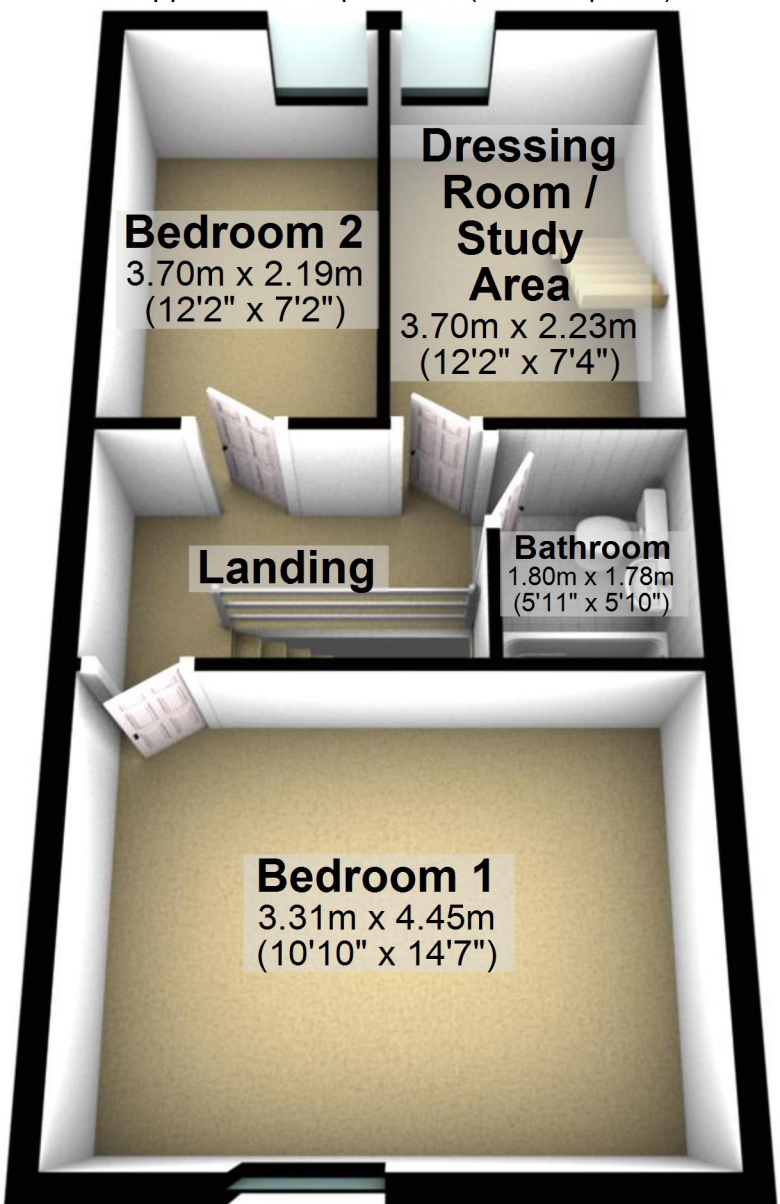 Bedroom 2
3.70m x 2.19m
(12'2" x 7'2")
Dressing
Room /
Study
Area
3.70m x 2.23m
(12'2" x 7'4")
Landing
Bathroom
1.80m x 1.78m
(5'11" x 5'10")
Bedroom 1
3.31m x 4.45m
(10'10" x 14'7")